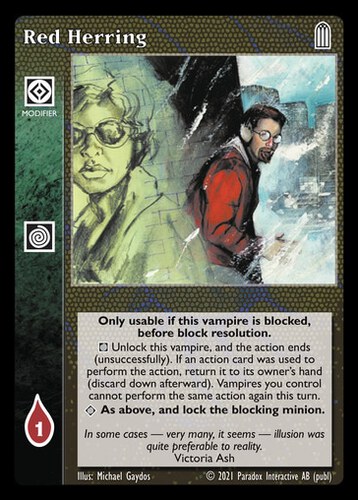 Red Herring
MODIFIER
Only usable if this vampire is blocked,
before block resolution.
Unlock this vampire, and the action ends
(unsuccessfully). If an action card was used to
perform the action, return it to its owner's hand
(discard down afterward). Vampires you control
cannot perform the same action again this turn.
As above, and lock the blocking minion.
In some cases — very many, it seems — illusion was
quite preferable to reality.
Victoria Ash
1
Illus: Michael Gaydos © 2021 Paradox Interactive AB (publ)